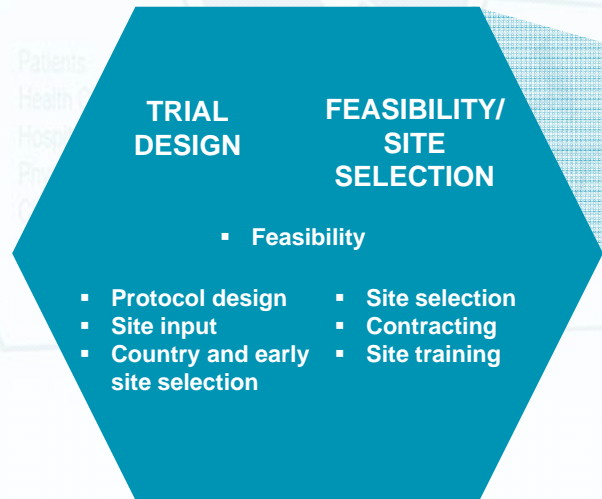 Patients
TRIAL
DESIGN
FEASIBILITY/
SITE
SELECTION
▪ Feasibility
▪ Protocol design
▪ Site input
▪ Country and early
site selection
▪ Site selection
▪ Contracting
▪ Site training